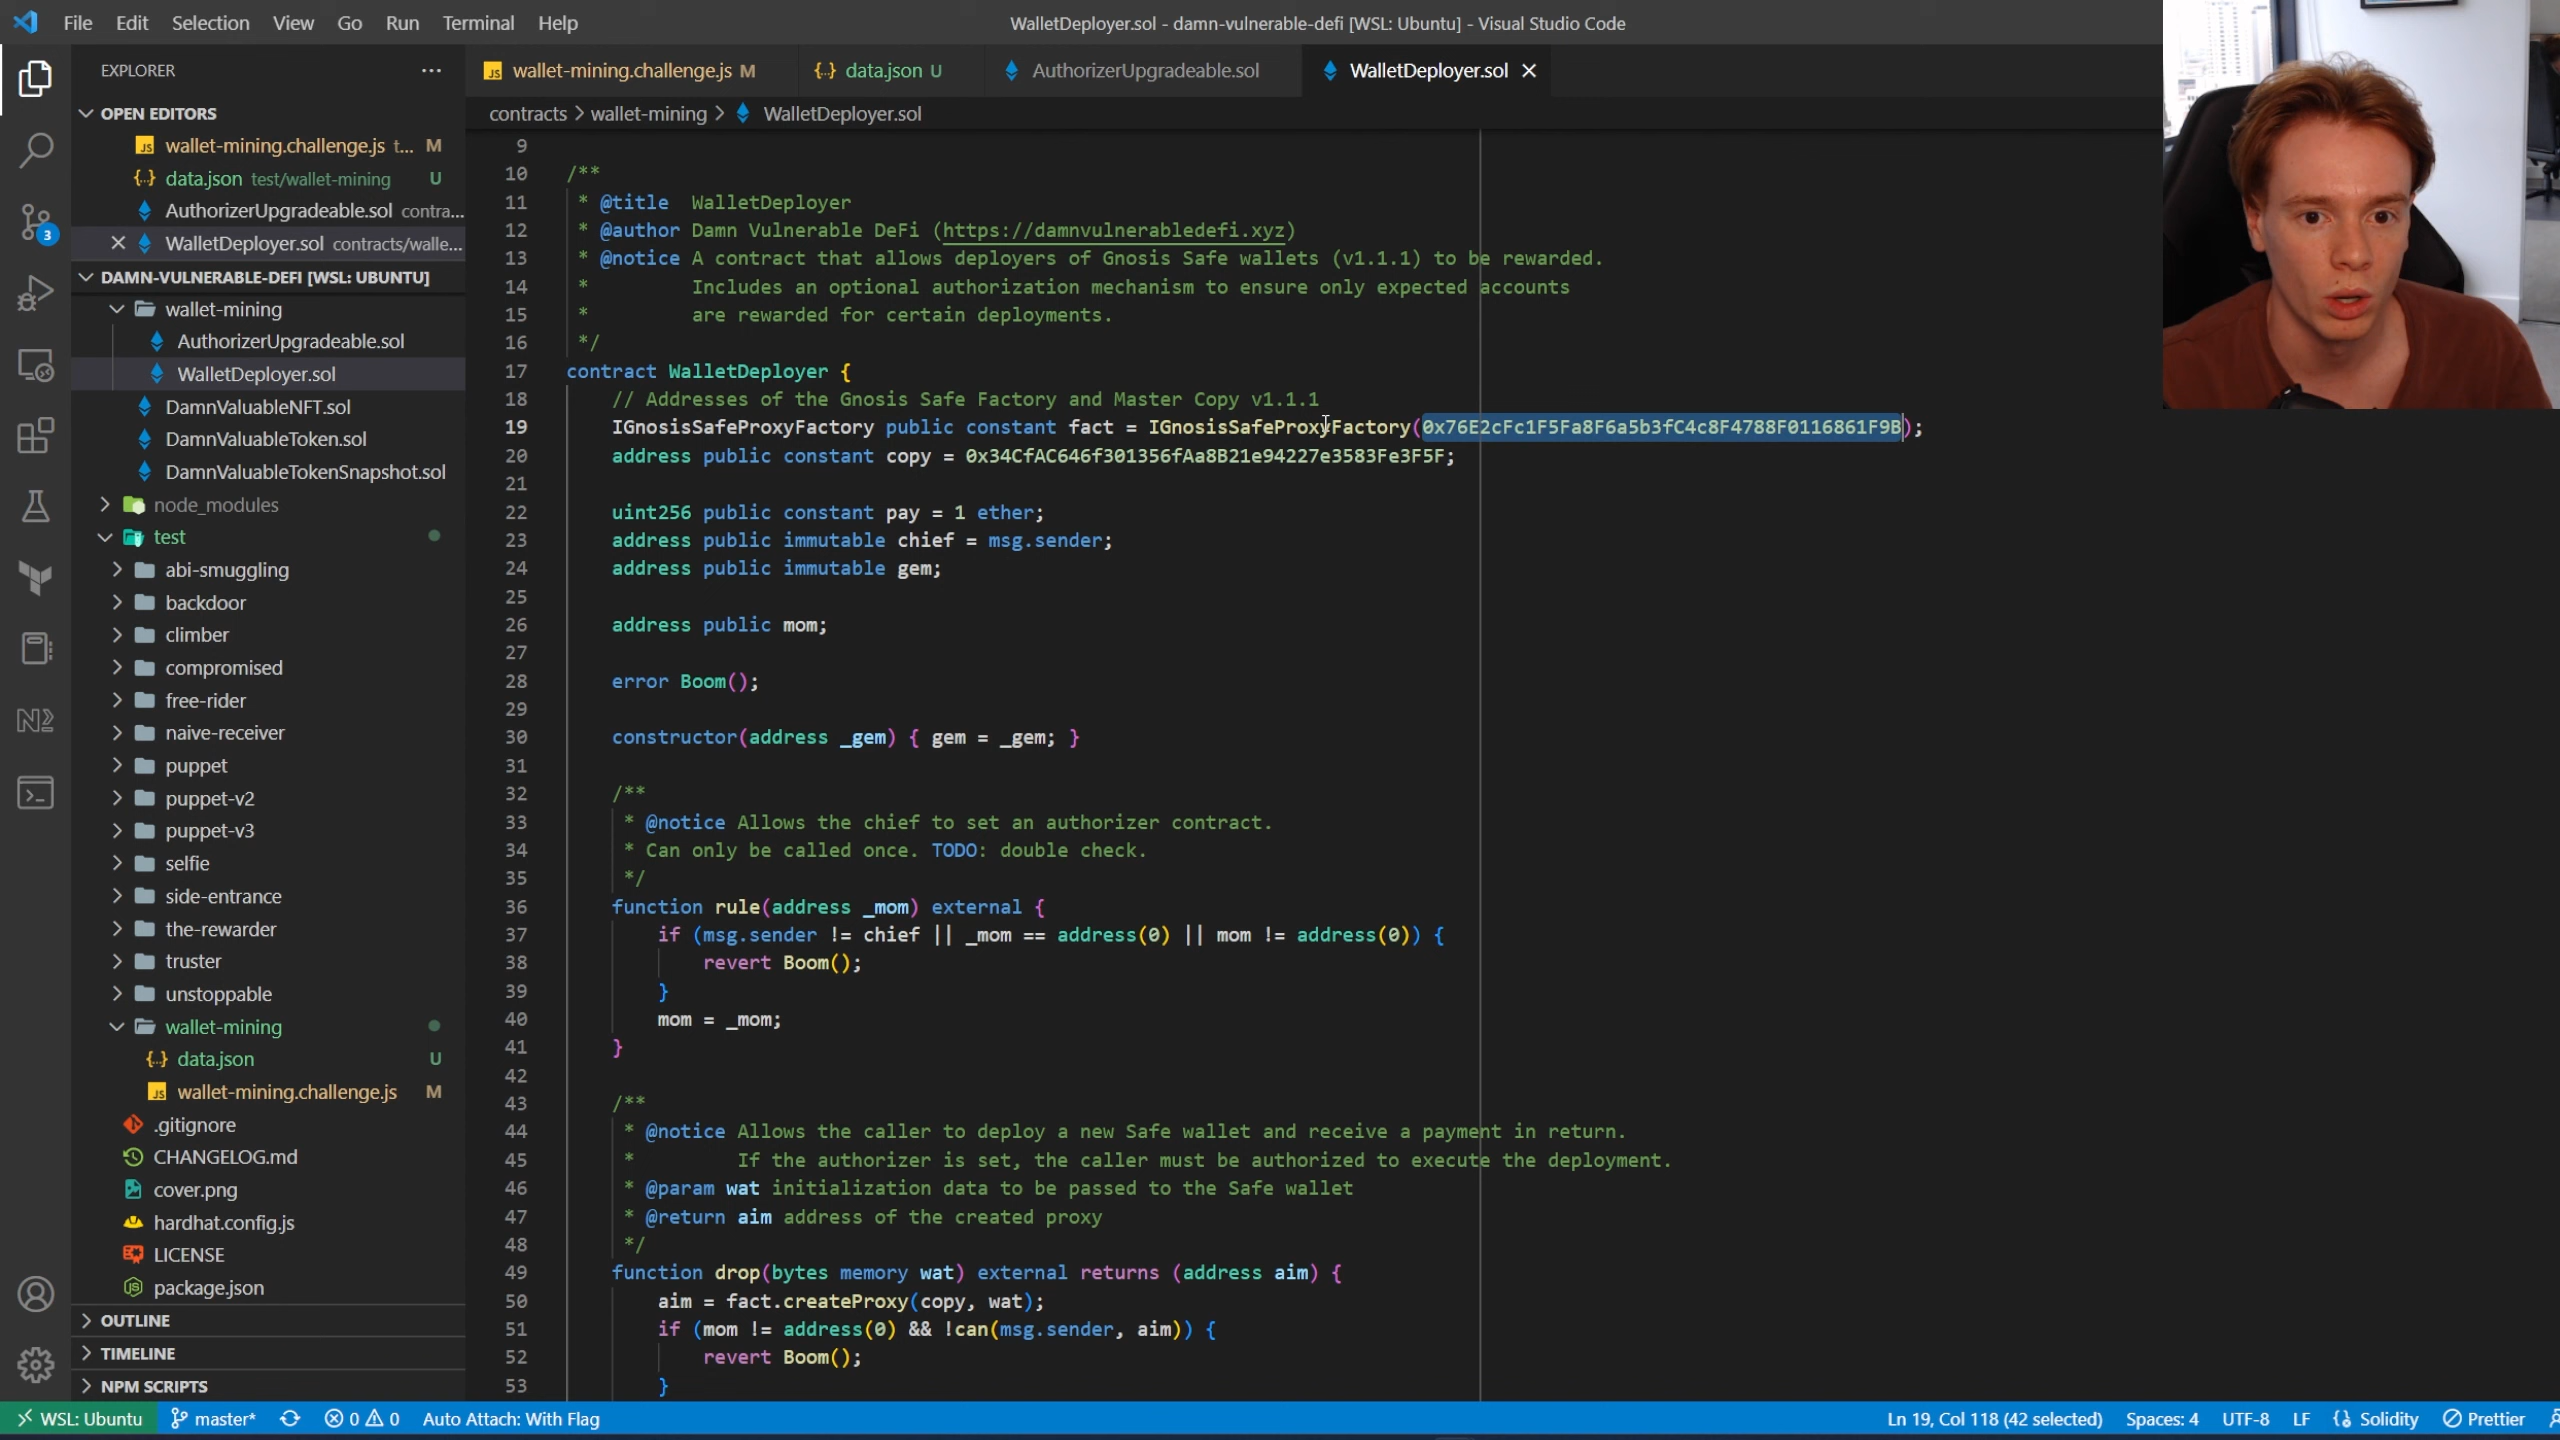 File Edit Selection View Go Run Terminal Help
WalletDeployer.sol - damn-vulnerable-defi [WSL: Ubuntu] - Visual Studio Code
EXPLORER
OPEN EDITORS
wallet-mining.challenge.js t... M
data.json test/wallet-mining U
AuthorizerUpgradeable.sol contra...
WalletDeployer.sol contracts/walle...
DAMN-VULNERABLE-DEFI [WSL: UBUNTU]
wallet-mining
AuthorizerUpgradeable.sol
WalletDeployer.sol
DamnValuableNFT.sol
DamnValuableToken.sol
DamnValuableTokenSnapshot.sol
node_modules
test
abi-smuggling
backdoor
climber
compromised
free-rider
naive-receiver
puppet
puppet-v2
puppet-v3
selfie
side-entrance
the-rewarder
truster
unstoppable
wallet-mining
data.json U
wallet-mining.challenge.js M
.gitignore
CHANGELOG.md
cover.png
hardhat.config.js
LICENSE
package.json
OUTLINE
TIMELINE
NPM SCRIPTS
3
wallet-mining.challenge.js M
data.json U
AuthorizerUpgradeable.sol
WalletDeployer.sol
contracts > wallet-mining > WalletDeployer.sol
9
10 /**
11 * @title WalletDeployer
12 * @author Damn Vulnerable DeFi (https://damnvulnerabledefi.xyz)
13 * @notice A contract that allows deployers of Gnosis Safe wallets (v1.1.1) to be rewarded.
14 * Includes an optional authorization mechanism to ensure only expected accounts
15 * are rewarded for certain deployments.
16 */
17 contract WalletDeployer {
18 // Addresses of the Gnosis Safe Factory and Master Copy v1.1.1
19 IGnosisSafeProxyFactory public constant fact = IGnosisSafeProxyFactory(0x76E2cFc1F5Fa8F6a5b3fC4c8F4788F0116861F9B);
20 address public constant copy = 0x34CfAC646f301356fAa8B21e94227e3583Fe3F5F;
21
22 uint256 public constant pay = 1 ether;
23 address public immutable chief = msg.sender;
24 address public immutable gem;
25
26 address public mom;
27
28 error Boom();
29
30 constructor(address _gem) { gem = _gem; }
31
32 /**
33 * @notice Allows the chief to set an authorizer contract.
34 * Can only be called once. TODO: double check.
35 */
36 function rule(address _mom) external {
37 if (msg.sender != chief || _mom == address(0) || mom != address(0)) {
38 revert Boom();
39 }
40 mom = _mom;
41 }
42
43 /**
44 * @notice Allows the caller to deploy a new Safe wallet and receive a payment in return.
45 * If the authorizer is set, the caller must be authorized to execute the deployment.
46 * @param wat initialization data to be passed to the Safe wallet
47 * @return aim address of the created proxy
48 */
49 function drop(bytes memory wat) external returns (address aim) {
50 aim = fact.createProxy(copy, wat);
51 if (mom != address(0) && !can(msg.sender, aim)) {
52 revert Boom();
53 }
WSL: Ubuntu master* 0 0 Auto Attach: With Flag Ln 19, Col 118 (42 selected) Spaces: 4 UTF-8 LF Solidity Prettier